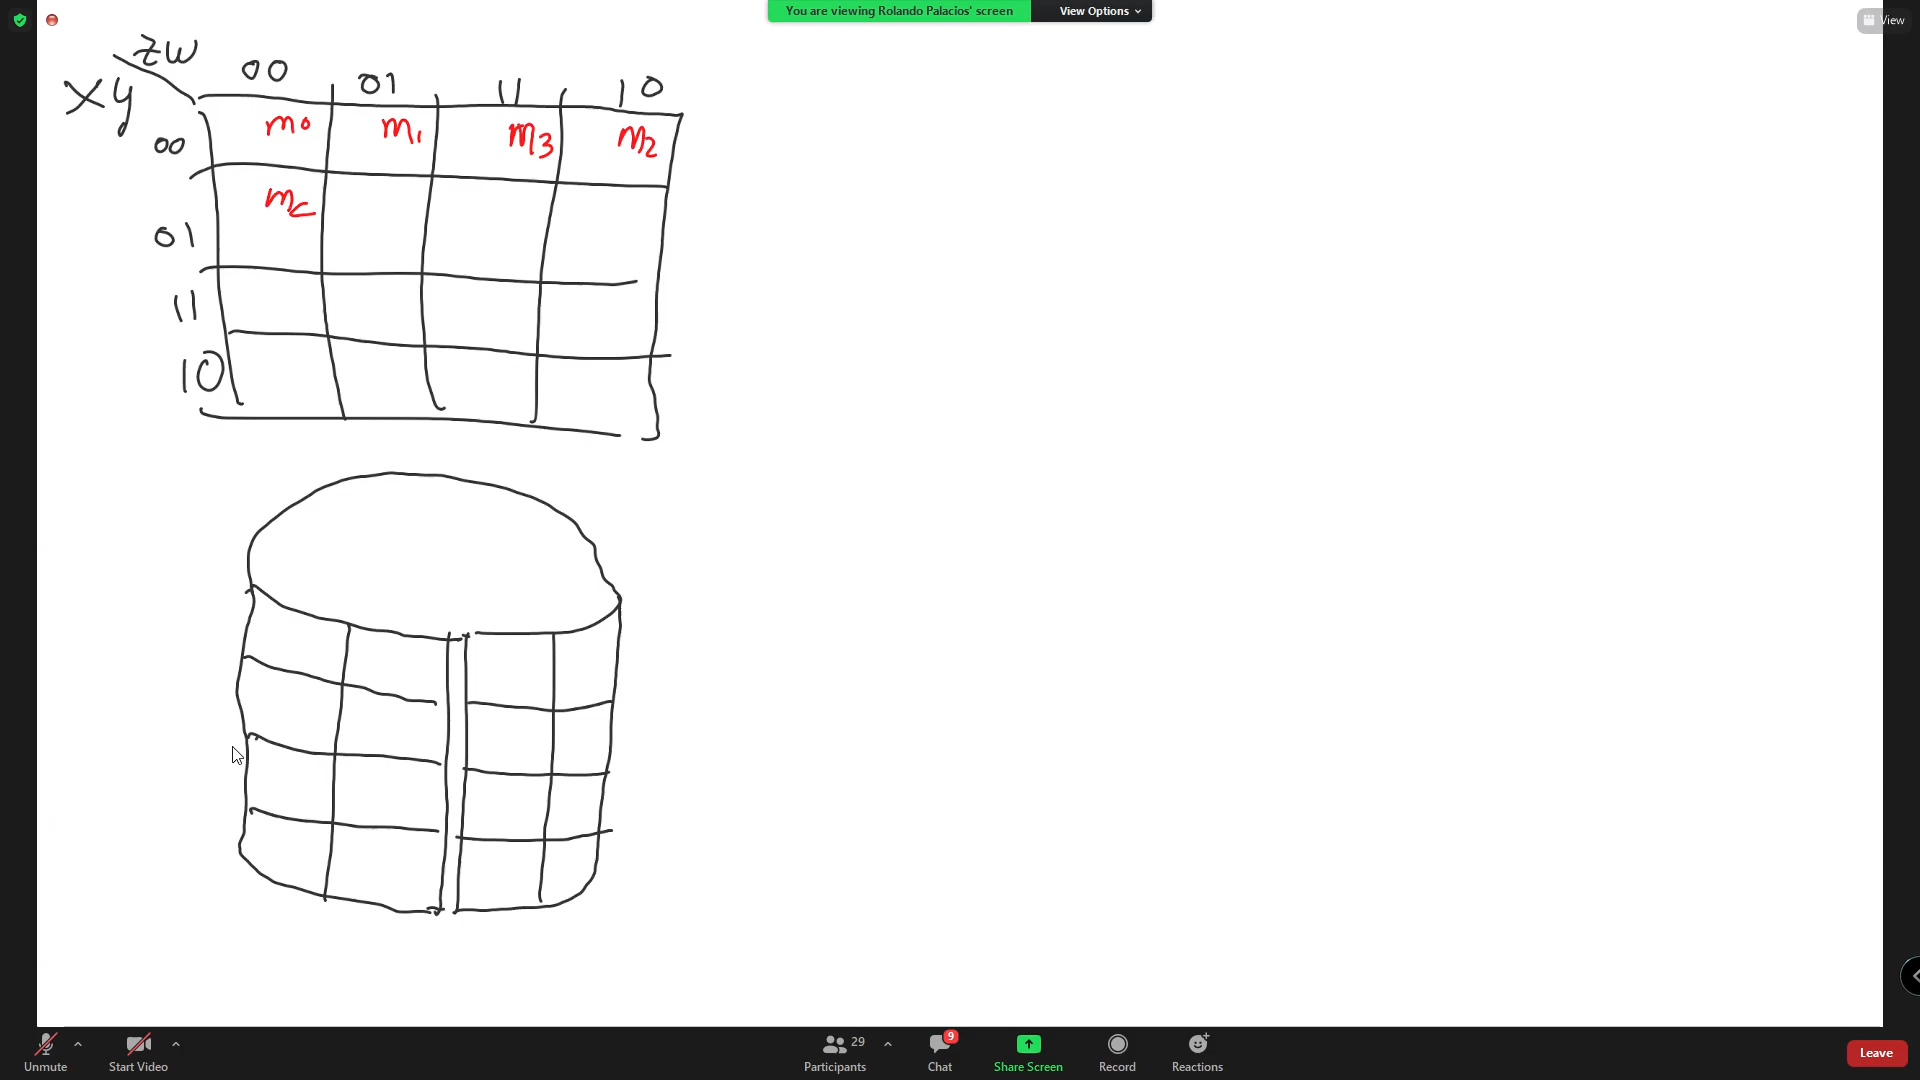 You are viewing Rolando Palacios' screen View Options
View
zw
xy
00 01 11 10
00 m0 m1 m3 m2
01
11
10
29 9
Unmute Start Video Participants Chat Share Screen Record Reactions Leave